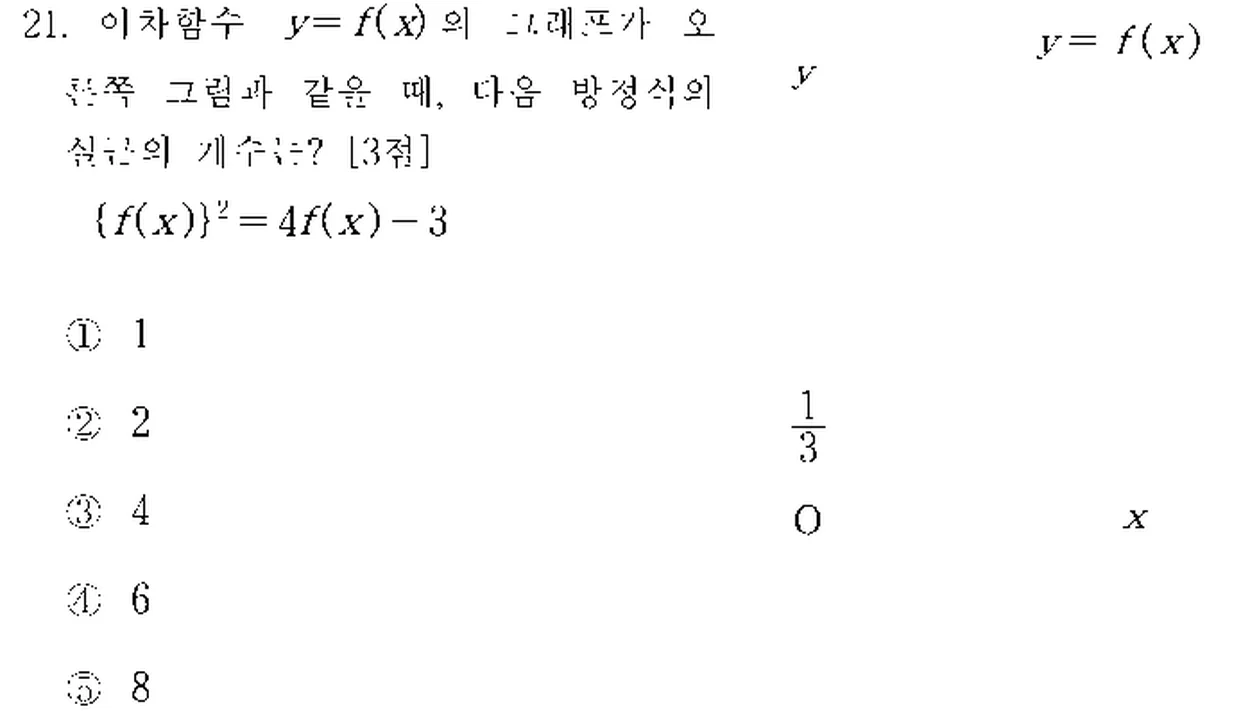 21. 이차함수 y= f(x) 의 그래프가 오
른쪽 그림과 같을 때, 다음 방정식의
실근의 개수는? [3점]
{f(x)}² = 4f(x) − 3
① 1
② 2
③ 4
④ 6
⑤ 8
y= f(x)
y
1/3
O
x